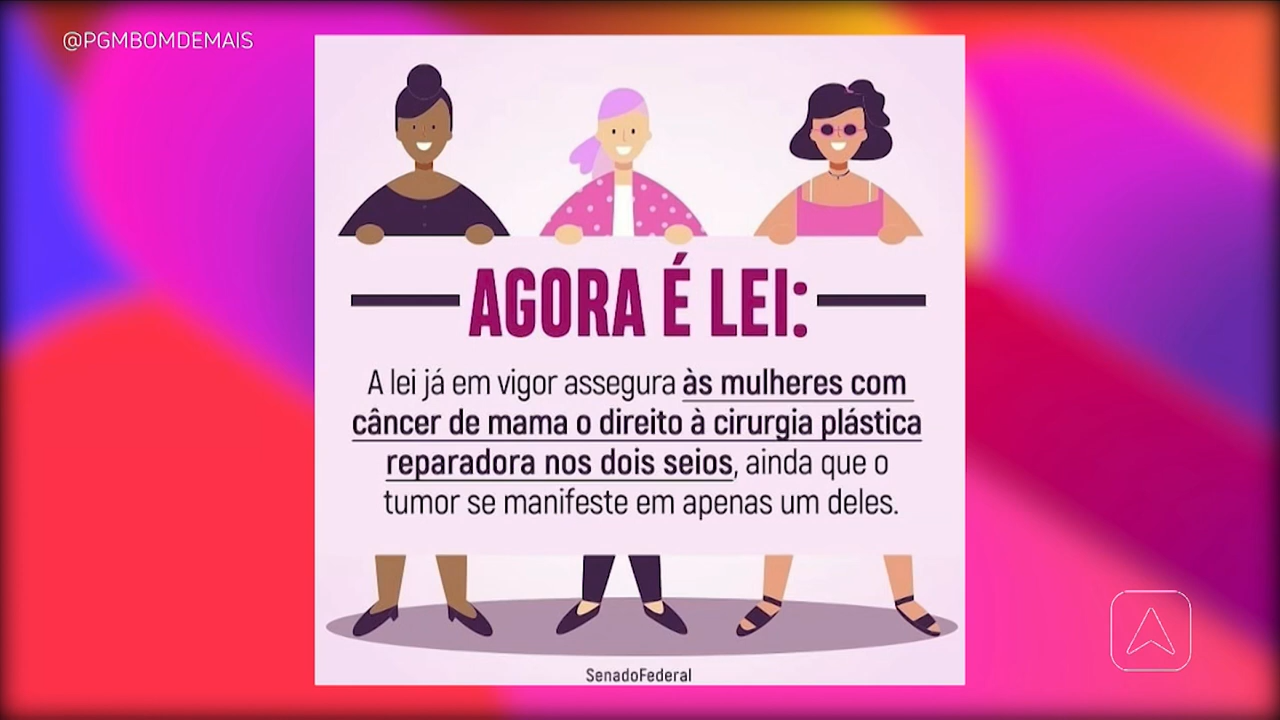 @PGMBOMDEMAIS
AGORA É LEI:
A lei já em vigor assegura às mulheres com
câncer de mama o direito à cirurgia plástica
reparadora nos dois seios, ainda que o
tumor se manifeste em apenas um deles.
SenadoFederal